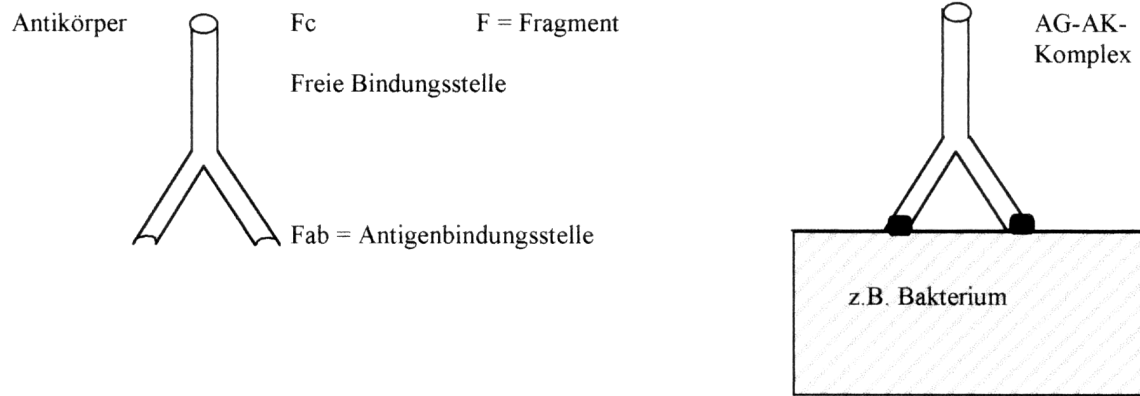 Antikörper Fc F = Fragment
Freie Bindungsstelle
Fab = Antigenbindungsstelle
AG-AK-
Komplex
z.B. Bakterium